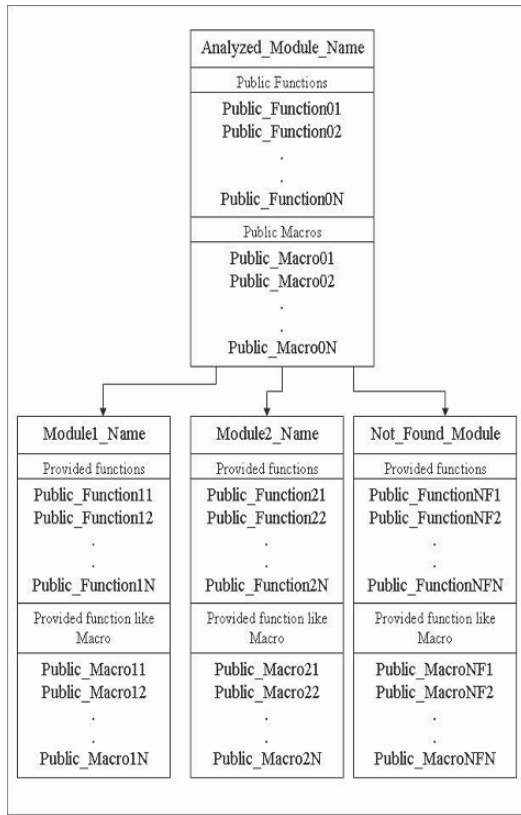 Analyzed_Module_Name
Public Functions
Public_Function01
Public_Function02
.
.
Public_Function0N
Public Macros
Public_Macro01
Public_Macro02
.
.
Public_Macro0N
Module1_Name
Provided functions
Public_Function11
Public_Function12
.
.
Public_Function1N
Provided function like
Macro
Public_Macro11
Public_Macro12
.
.
Public_Macro1N
Module2_Name
Provided functions
Public_Function21
Public_Function22
.
.
Public_Function2N
Provided function like
Macro
Public_Macro21
Public_Macro22
.
.
Public_Macro2N
Not_Found_Module
Provided functions
Public_FunctionNF1
Public_FunctionNF2
.
.
Public_FunctionNFN
Provided function like
Macro
Public_MacroNF1
Public_MacroNF2
.
.
Public_MacroNFN